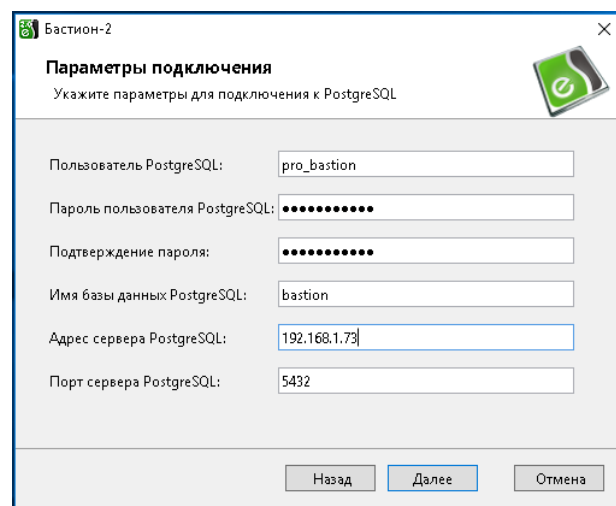 Бастион-2
Параметры подключения
Укажите параметры для подключения к PostgreSQL
Пользователь PostgreSQL: pro_bastion
Пароль пользователя PostgreSQL: ●●●●●●●●●●●
Подтверждение пароля: ●●●●●●●●●●●
Имя базы данных PostgreSQL: bastion
Адрес сервера PostgreSQL: 192.168.1.73
Порт сервера PostgreSQL: 5432
Назад Далее Отмена